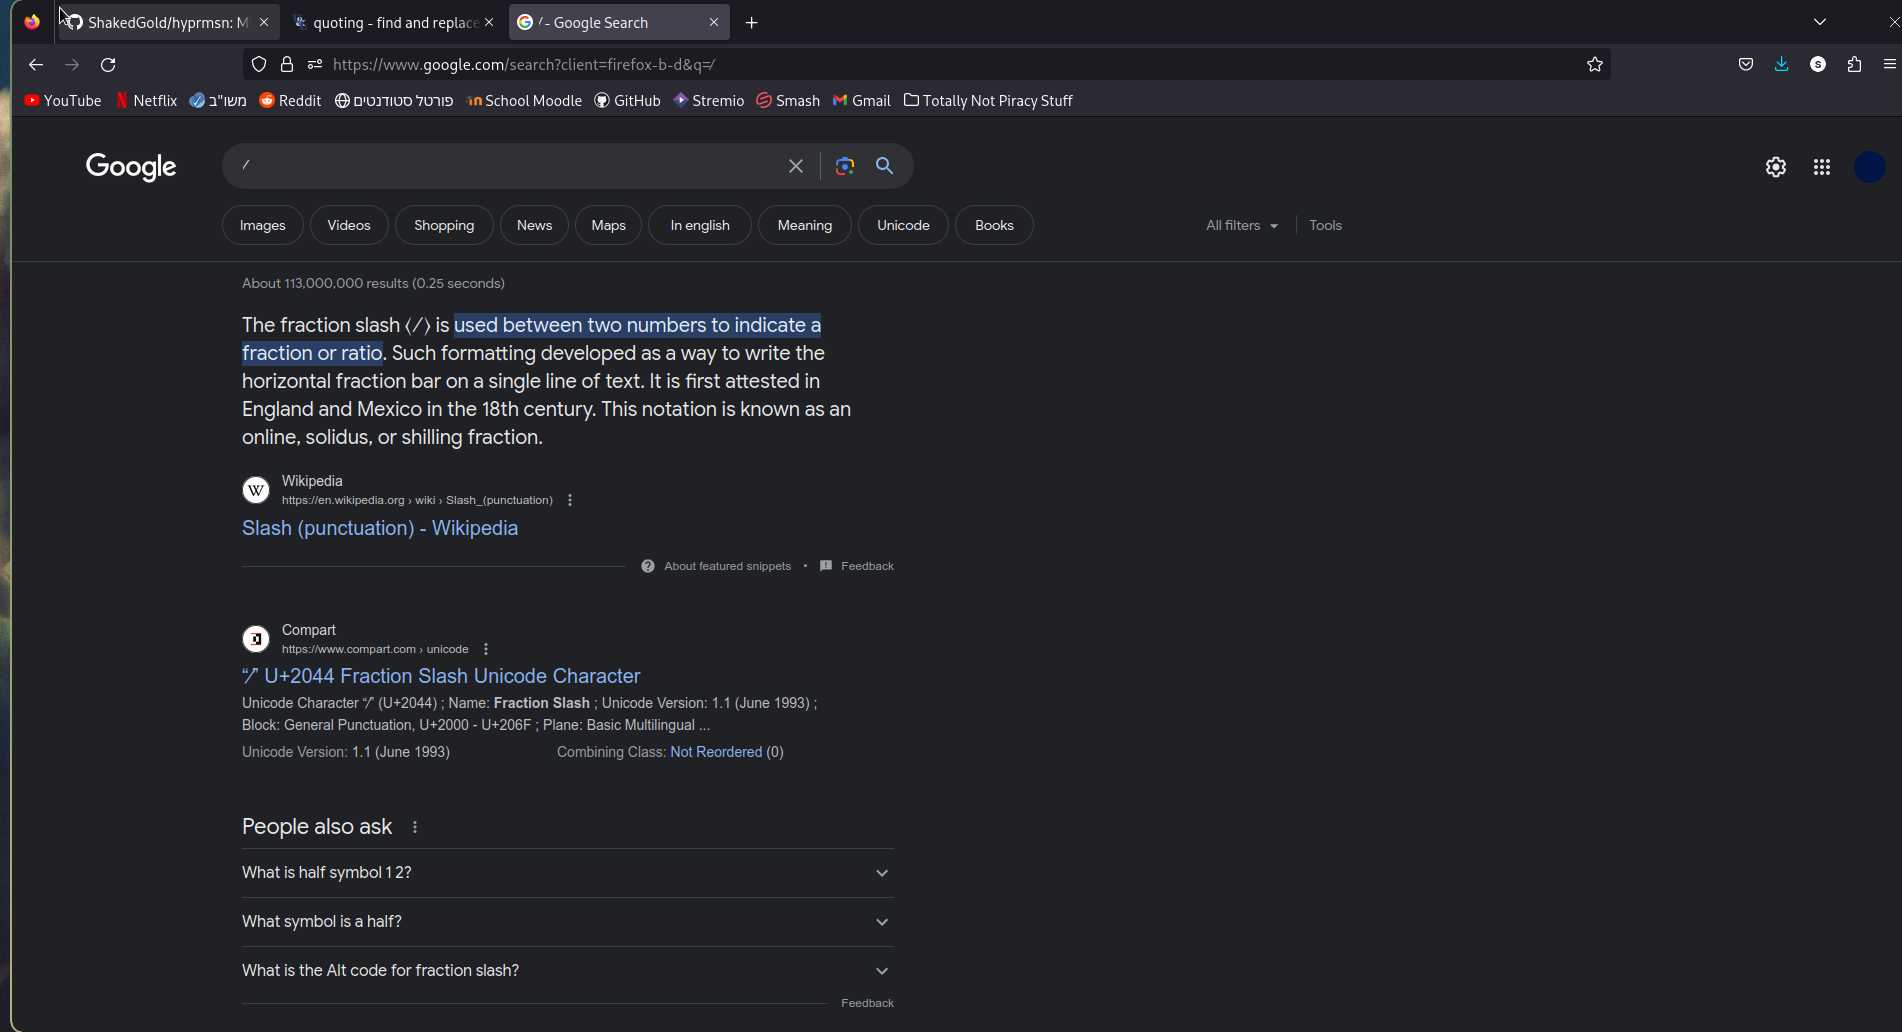 ShakedGold/hyprmsn: M
quoting - find and replace
⁄ - Google Search
https://www.google.com/search?client=firefox-b-d&q=⁄
YouTube
Netflix
משו"ב
Reddit
פורטל סטודנטים
School Moodle
GitHub
Stremio
Smash
Gmail
Totally Not Piracy Stuff
Google
⁄
Images
Videos
Shopping
News
Maps
In english
Meaning
Unicode
Books
All filters
Tools
About 113,000,000 results (0.25 seconds)
The fraction slash ⟨⁄⟩ is used between two numbers to indicate a
fraction or ratio. Such formatting developed as a way to write the
horizontal fraction bar on a single line of text. It is first attested in
England and Mexico in the 18th century. This notation is known as an
online, solidus, or shilling fraction.
Wikipedia
https://en.wikipedia.org › wiki › Slash_(punctuation)
Slash (punctuation) - Wikipedia
About featured snippets
•
Feedback
Compart
https://www.compart.com › unicode
“⁄” U+2044 Fraction Slash Unicode Character
Unicode Character “⁄” (U+2044) ; Name: Fraction Slash ; Unicode Version: 1.1 (June 1993) ;
Block: General Punctuation, U+2000 - U+206F ; Plane: Basic Multilingual ...
Unicode Version: 1.1 (June 1993)
Combining Class: Not Reordered (0)
People also ask
What is half symbol 1 2?
What symbol is a half?
What is the Alt code for fraction slash?
Feedback